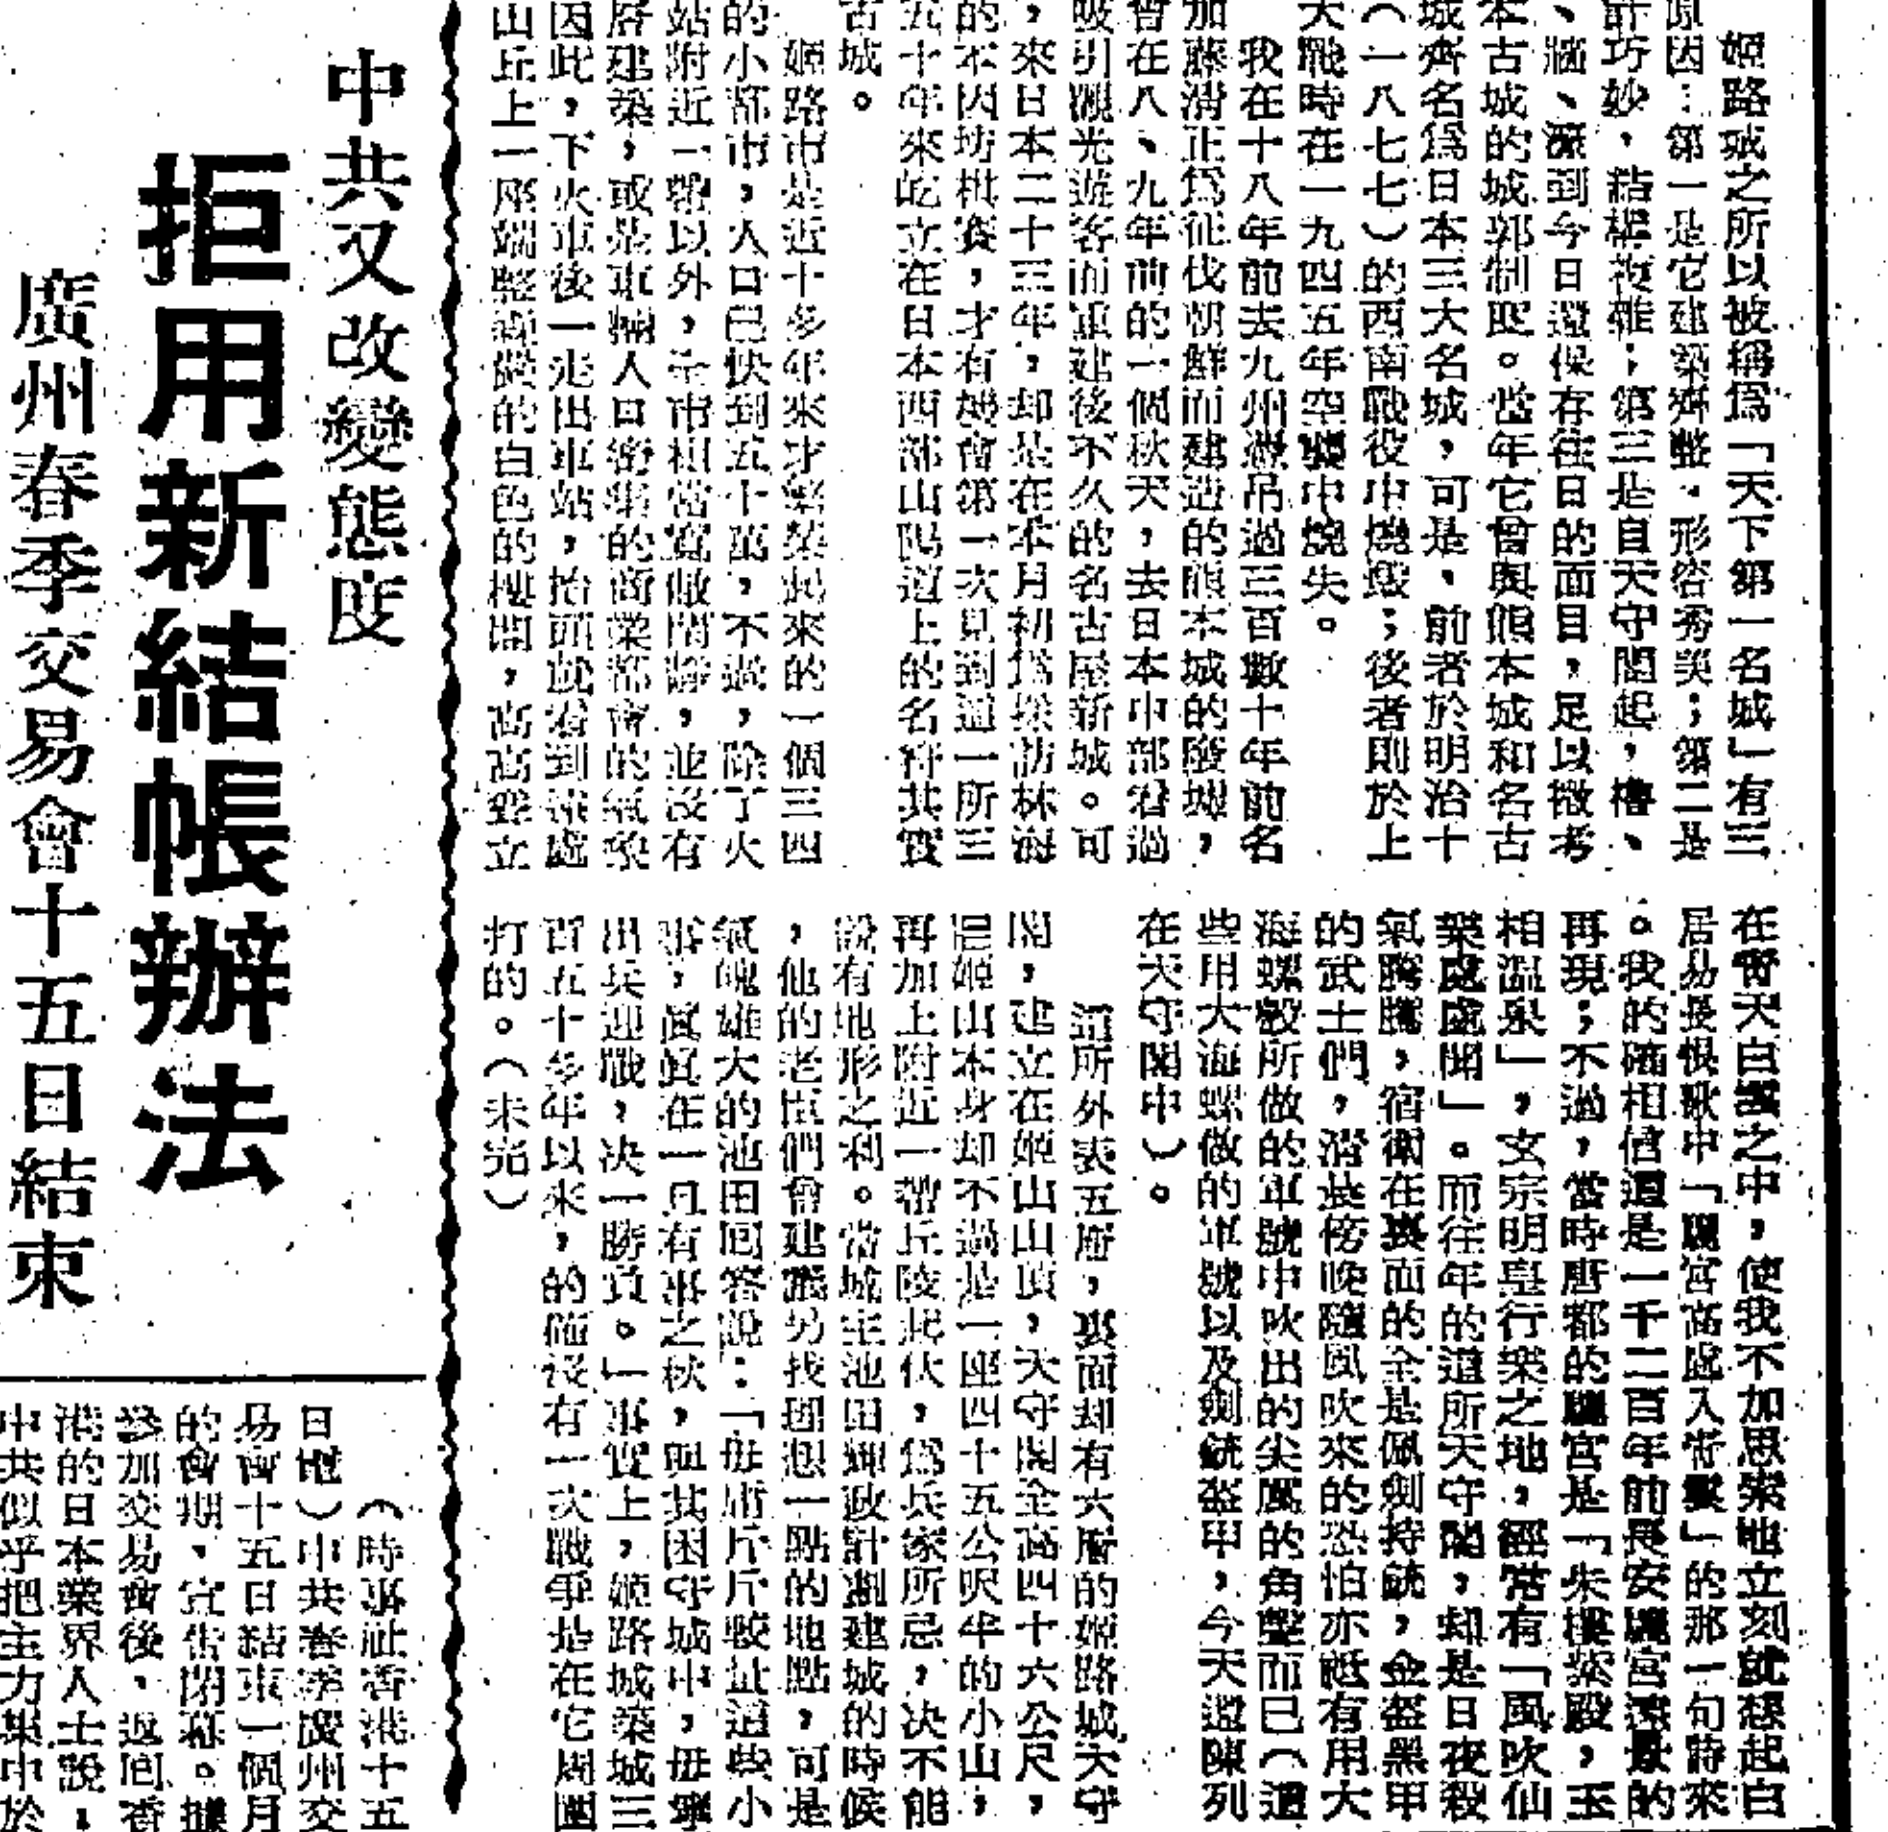 姬路城之所以被稱爲「天下第一名城」有三
原因：第一是它建築齊整、形容秀美；第二是
計巧妙，結構複雜；第三是自天守閣起，櫓、
、牆、濠到今日還保存往日的面目，足以徵考
本古城的城郭制度。當年它曾與熊本城和名古
城齊名爲日本三大名城，可是，前者於明治十
（一八七七）的西南戰役中燒燬；後者則於上
大戰時在一九四五年空襲中燒失。
我在十八年前去九州憑吊過三百數十年前名
加藤清正爲征伐朝鮮而建造的熊本城的廢墟，
曾在八、九年前的一個秋天，去日本中部看過
吸引觀光遊客而重建後不久的名古屋新城。可
，來日本二十三年，却是在本月初爲採訪林海
的本因坊棋賽，才有機會第一次見到這一所三
五十年來屹立在日本西部山陽道上的名符其實
古城。
姬路市是近十多年來才繁榮起來的一個三四
的小都市，人口已快到五十萬，不過，除了火
站附近一帶以外，全市相當寬敞閒靜，並沒有
層建築，或是車輛人口密集的商業都會的氣象
因此，下火車後一走出車站，抬頭就看到遠處
山丘上一座端整莊嚴的白色的樓閣，高高聳立
在青天白雲之中，使我不加思索地立刻就想起白
居易長恨歌中「驪宮高處入青雲」的那一句詩來
。我的確相信這是一千二百年前長安驪宮遠景的
再現；不過，當時唐都的驪宮是「朱樓紫殿，玉
相溫泉」，玄宗明皇行樂之地，經常有「風吹仙
樂處處聞」。而往年的這所天守閣，却是日夜殺
氣騰騰，宿衛在裏面的全是佩劍持銃，金盔黑甲
的武士們，清晨傍晚隨風吹來的恐怕亦祗有用大
海螺殼所做的軍號中吹出的尖厲的角聲而已（這
些用大海螺做的軍號以及劍銃盔甲，今天還陳列
在天守閣中）。
這所外表五層，裏面却有六層的姬路城天守
閣，建立在姬山山頂，天守閣全高四十六公尺，
但姬山本身却不過是一座四十五公呎半的小山，
再加上附近一帶丘陵起伏，爲兵家所忌，決不能
說有地形之利。當城主池田輝政計劃建城的時候
，他的老臣們曾建議另找理想一點的地點，可是
氣魄雄大的池田回答說：「毋庸斤斤較量這些小
事，眞眞在一旦有事之秋，與其困守城中，毋寧
出兵迎戰，決一勝負。」事實上，姬路城築城三
百五十多年以來，的確沒有一次戰爭是在它周圍
打的。（未完）
中共又改變態度
拒用新結帳辦法
廣州春季交易會十五日結束
（時事社香港十五
日電）中共春季廣州交
易會十五日結束一個月
的會期，宣告閉幕。據
參加交易會後，返回香
港的日本業界人士說，
中共似乎把主力集中於